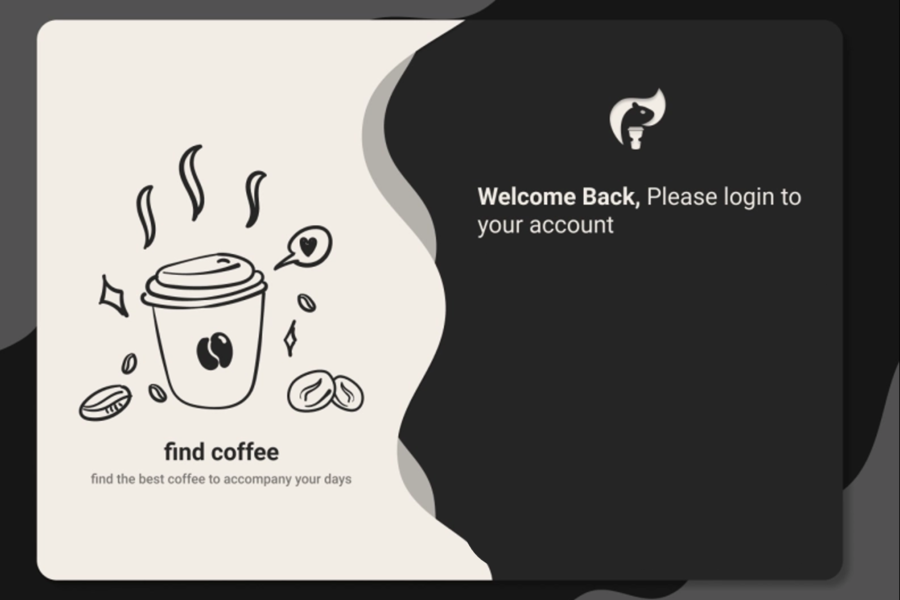 find coffee
find the best coffee to accompany your days
Welcome Back, Please login to
your account